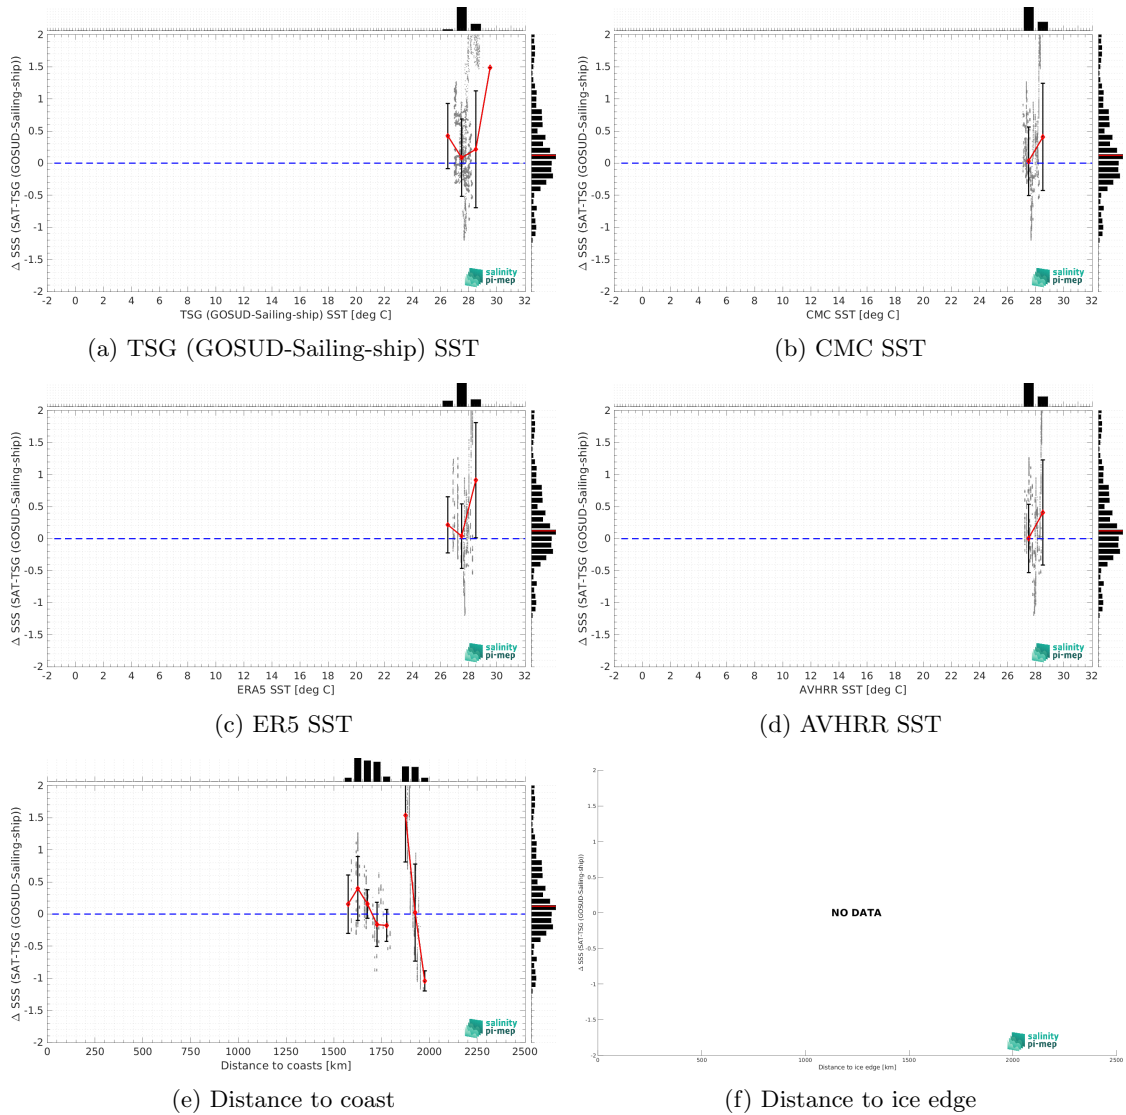 2
1.5
1
0.5
0
-0.5
-1
-1.5
-2
Δ SSS (SAT-TSG (GOSUD-Sailing-ship))
-2 0 2 4 6 8 10 12 14 16 18 20 22 24 26 28 30 32
TSG (GOSUD-Sailing-ship) SST [deg C]
salinity
pi-mep
(a) TSG (GOSUD-Sailing-ship) SST
2
1.5
1
0.5
0
-0.5
-1
-1.5
-2
Δ SSS (SAT-TSG (GOSUD-Sailing-ship))
-2 0 2 4 6 8 10 12 14 16 18 20 22 24 26 28 30 32
CMC SST [deg C]
salinity
pi-mep
(b) CMC SST
2
1.5
1
0.5
0
-0.5
-1
-1.5
-2
Δ SSS (SAT-TSG (GOSUD-Sailing-ship))
-2 0 2 4 6 8 10 12 14 16 18 20 22 24 26 28 30 32
ERA5 SST [deg C]
salinity
pi-mep
(c) ER5 SST
2
1.5
1
0.5
0
-0.5
-1
-1.5
-2
Δ SSS (SAT-TSG (GOSUD-Sailing-ship))
-2 0 2 4 6 8 10 12 14 16 18 20 22 24 26 28 30 32
AVHRR SST [deg C]
salinity
pi-mep
(d) AVHRR SST
2
1.5
1
0.5
0
-0.5
-1
-1.5
-2
Δ SSS (SAT-TSG (GOSUD-Sailing-ship))
0 250 500 750 1000 1250 1500 1750 2000 2250 2500
Distance to coasts [km]
salinity
pi-mep
(e) Distance to coast
2
1.5
1
0.5
0
-0.5
-1
-1.5
-2
Δ SSS (SAT-TSG (GOSUD-Sailing-ship))
NO DATA
0 500 1000 1500 2000 2500
Distance to ice edge [km]
salinity
pi-mep
(f) Distance to ice edge